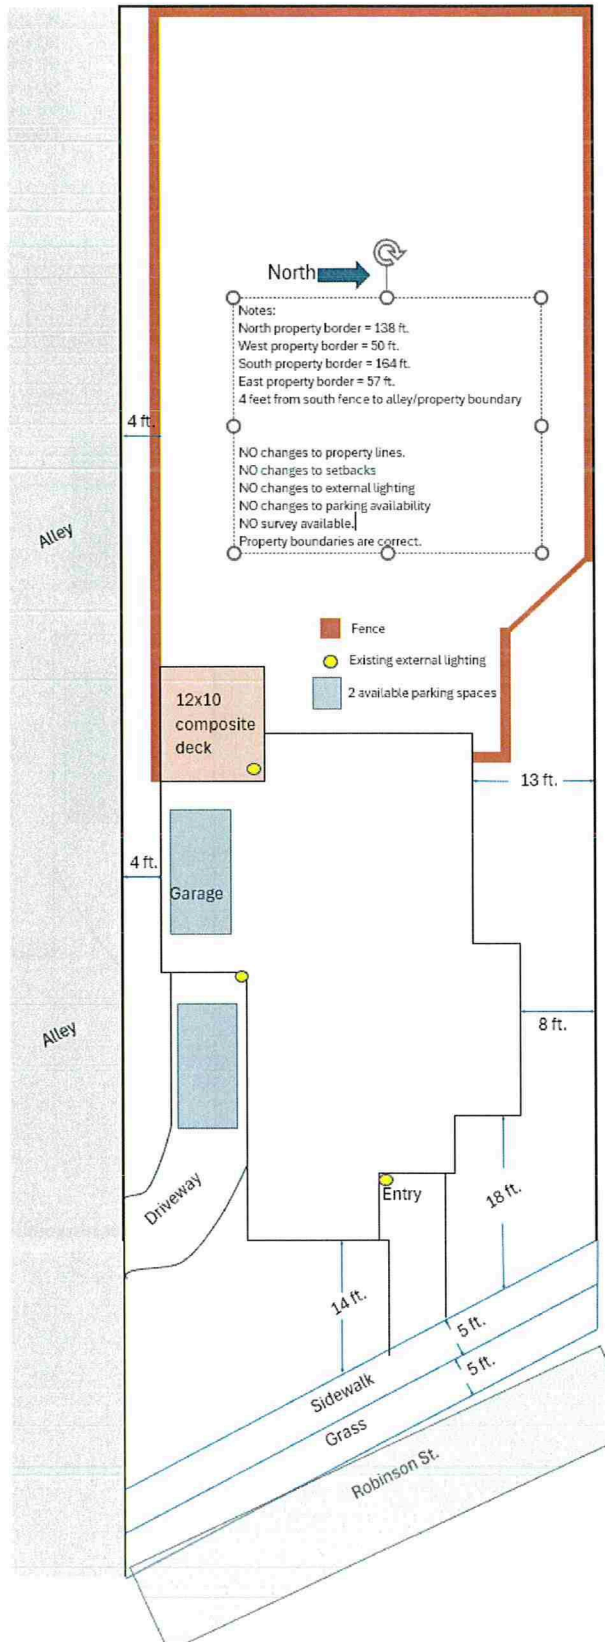 North
Notes:
North property border = 138 ft.
West property border = 50 ft.
South property border = 164 ft.
East property border = 57 ft.
4 feet from south fence to alley/property boundary
NO changes to property lines.
NO changes to setbacks
NO changes to external lighting
NO changes to parking availability
NO survey available.
Property boundaries are correct.
4 ft.
Alley
Fence
Existing external lighting
2 available parking spaces
12x10
composite
deck
13 ft.
4 ft.
Garage
8 ft.
Alley
Driveway
Entry
18 ft.
14 ft.
5 ft.
5 ft.
Sidewalk
Grass
Robinson St.